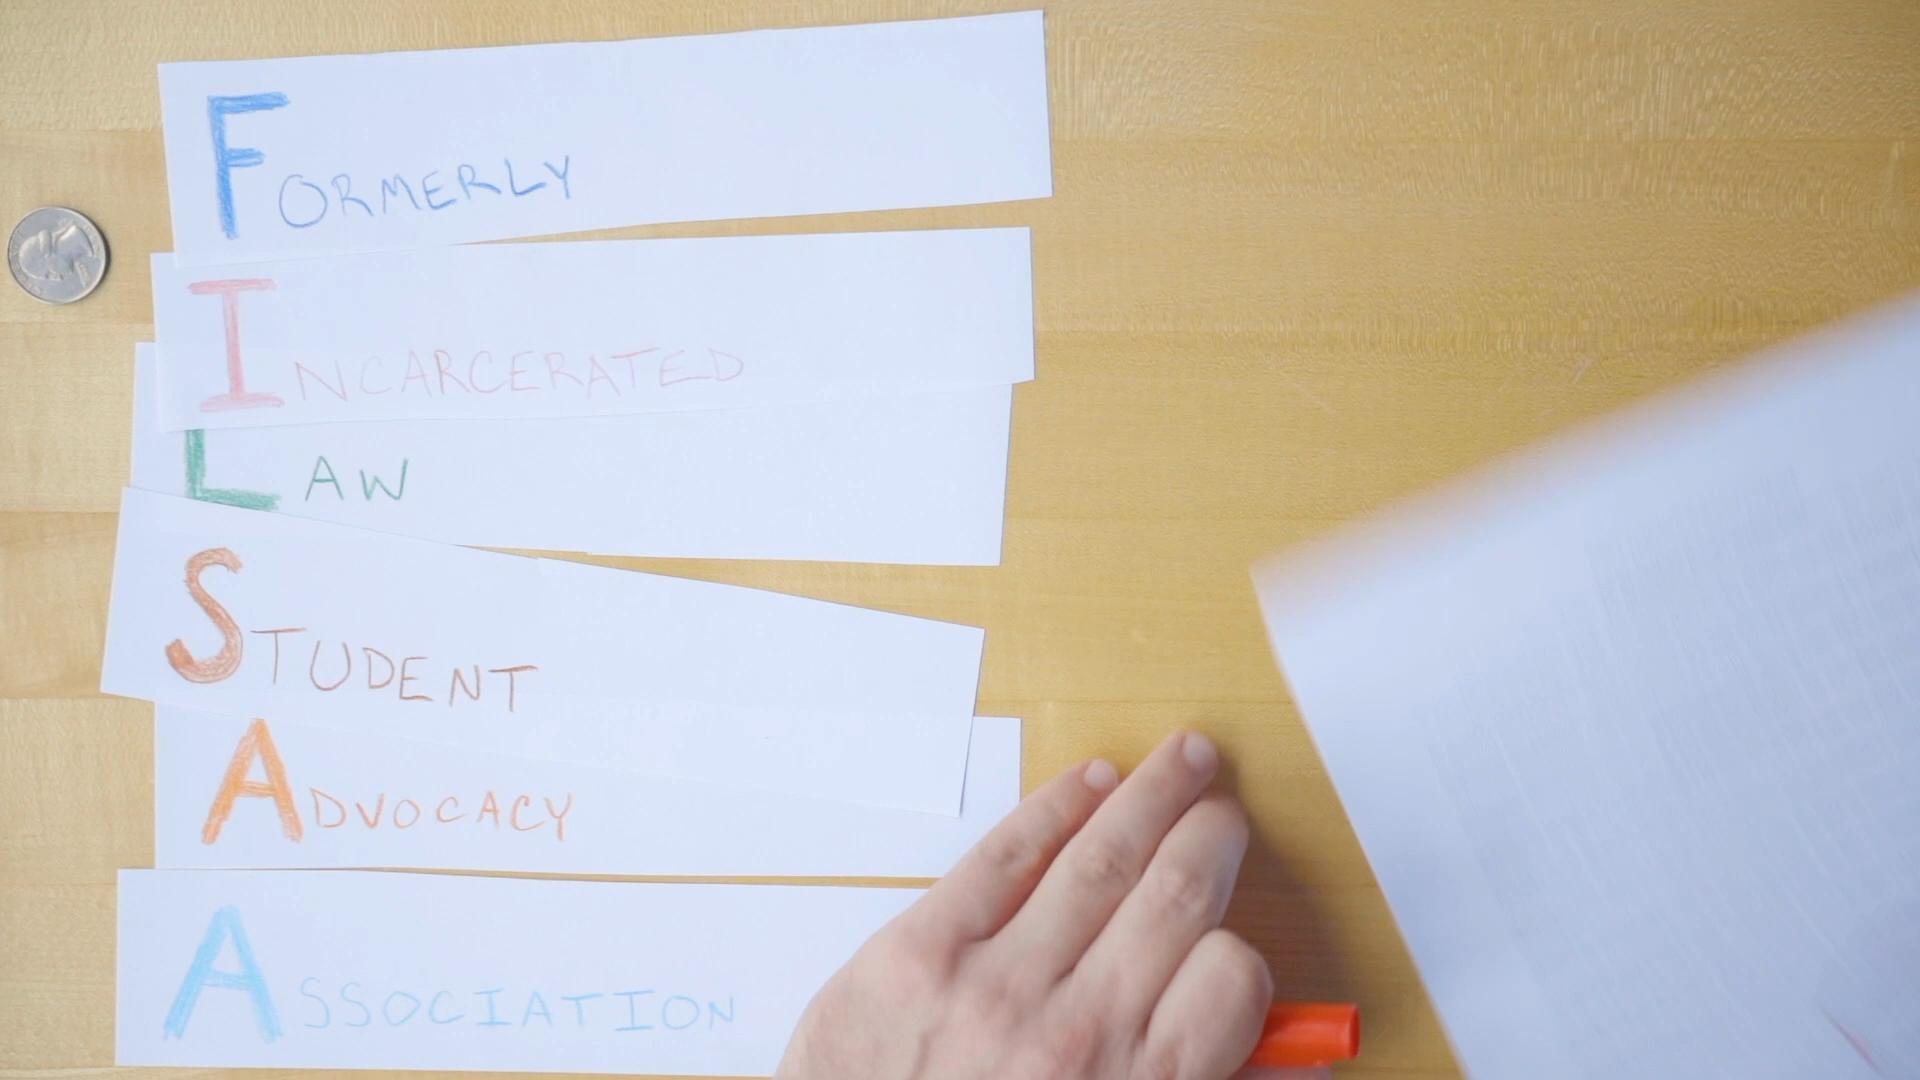 FORMERLY
INCARCERATED
LAW
STUDENT
ADVOCACY
ASSOCIATION